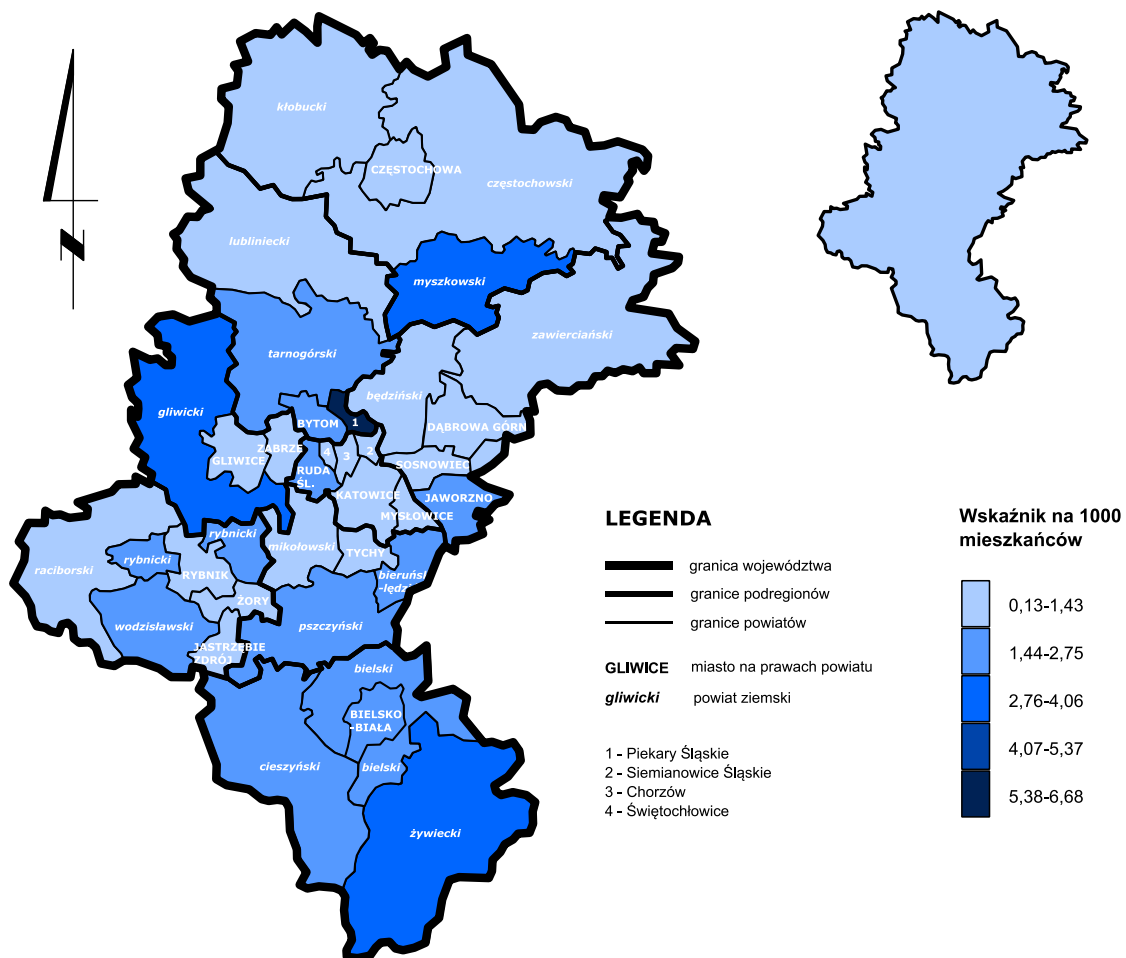 kłobucki
CZĘSTOCHOWA
częstochowski
lubliniecki
myszkowski
zawierciański
tarnogórski
będziński
gliwicki
BYTOM
1
DĄBROWA GÓRN
ZABRZE
GLIWICE
4
3
2
SOSNOWIEC
RUDA
ŚL.
KATOWICE
JAWORZNO
MYSŁOWICE
rybnicki
mikołowski
TYCHY
raciborski
rybnicki
RYBNIK
bieruńs
-lędzi
ŻORY
wodzisławski
pszczyński
JASTRZĘBIE
ZDRÓJ
bielski
BIELSKO
-BIAŁA
cieszyński
bielski
żywiecki
N
LEGENDA
granica województwa
granice podregionów
granice powiatów
GLIWICE miasto na prawach powiatu
gliwicki powiat ziemski
1 - Piekary Śląskie
2 - Siemianowice Śląskie
3 - Chorzów
4 - Świętochłowice
Wskaźnik na 1000
mieszkańców
0,13-1,43
1,44-2,75
2,76-4,06
4,07-5,37
5,38-6,68